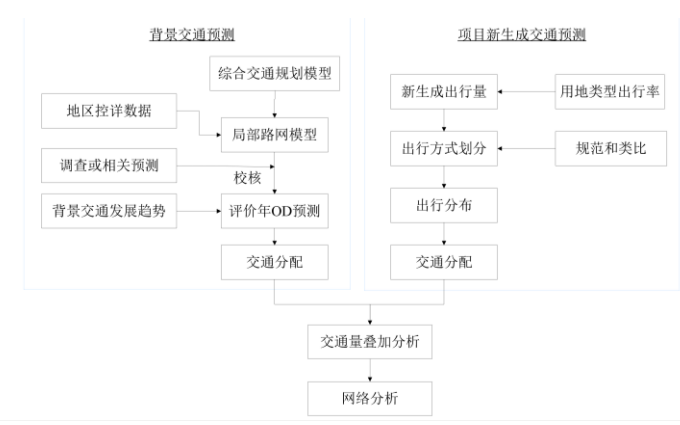 背景交通预测
综合交通规划模型
地区控详数据
局部路网模型
调查或相关预测
校核
背景交通发展趋势
评价年OD预测
交通分配
项目新生成交通预测
新生成出行量
用地类型出行率
出行方式划分
规范和类比
出行分布
交通分配
交通量叠加分析
网络分析